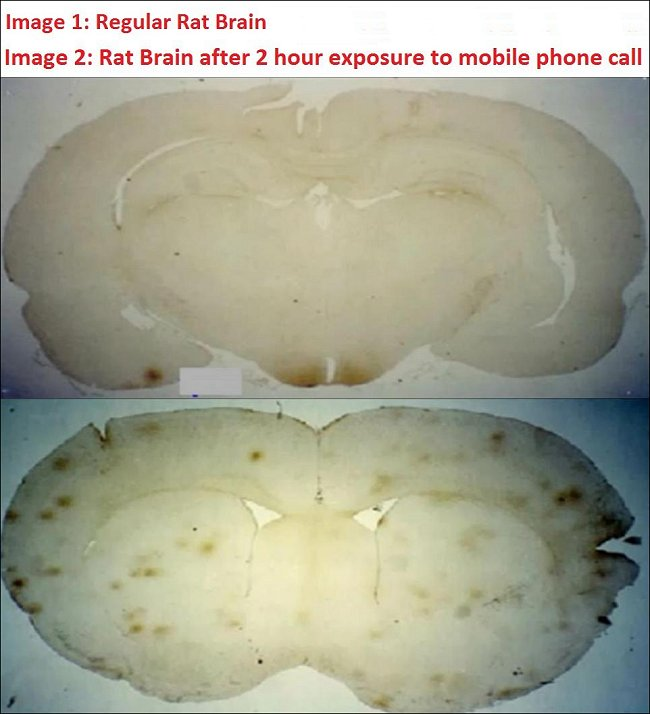 Image 1: Regular Rat Brain
Image 2: Rat Brain after 2 hour exposure to mobile phone call